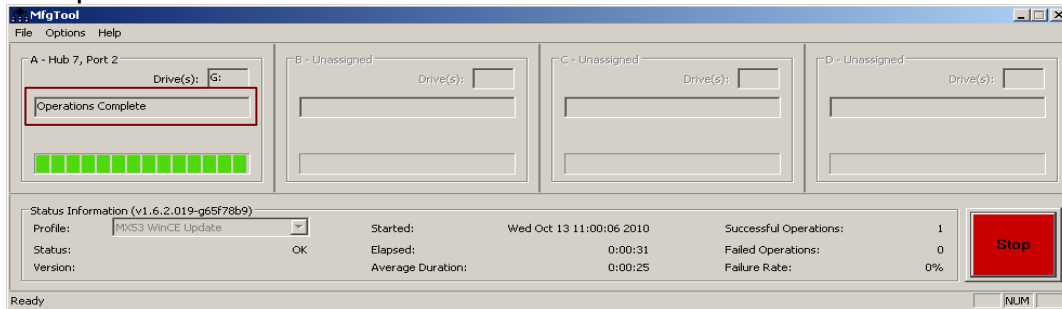 MfgTool
File Options Help
A - Hub 7, Port 2
Drive(s): G:
Operations Complete
B - Unassigned
Drive(s):
C - Unassigned
Drive(s):
D - Unassigned
Drive(s):
Status Information (v1.6.2.019-g65f78b9)
Profile: MX53 WinCE Update
Started: Wed Oct 13 11:00:06 2010
Successful Operations: 1
Status: OK
Elapsed: 0:00:31
Failed Operations: 0
Version:
Average Duration: 0:00:25
Failure Rate: 0%
Stop
Ready
NUM